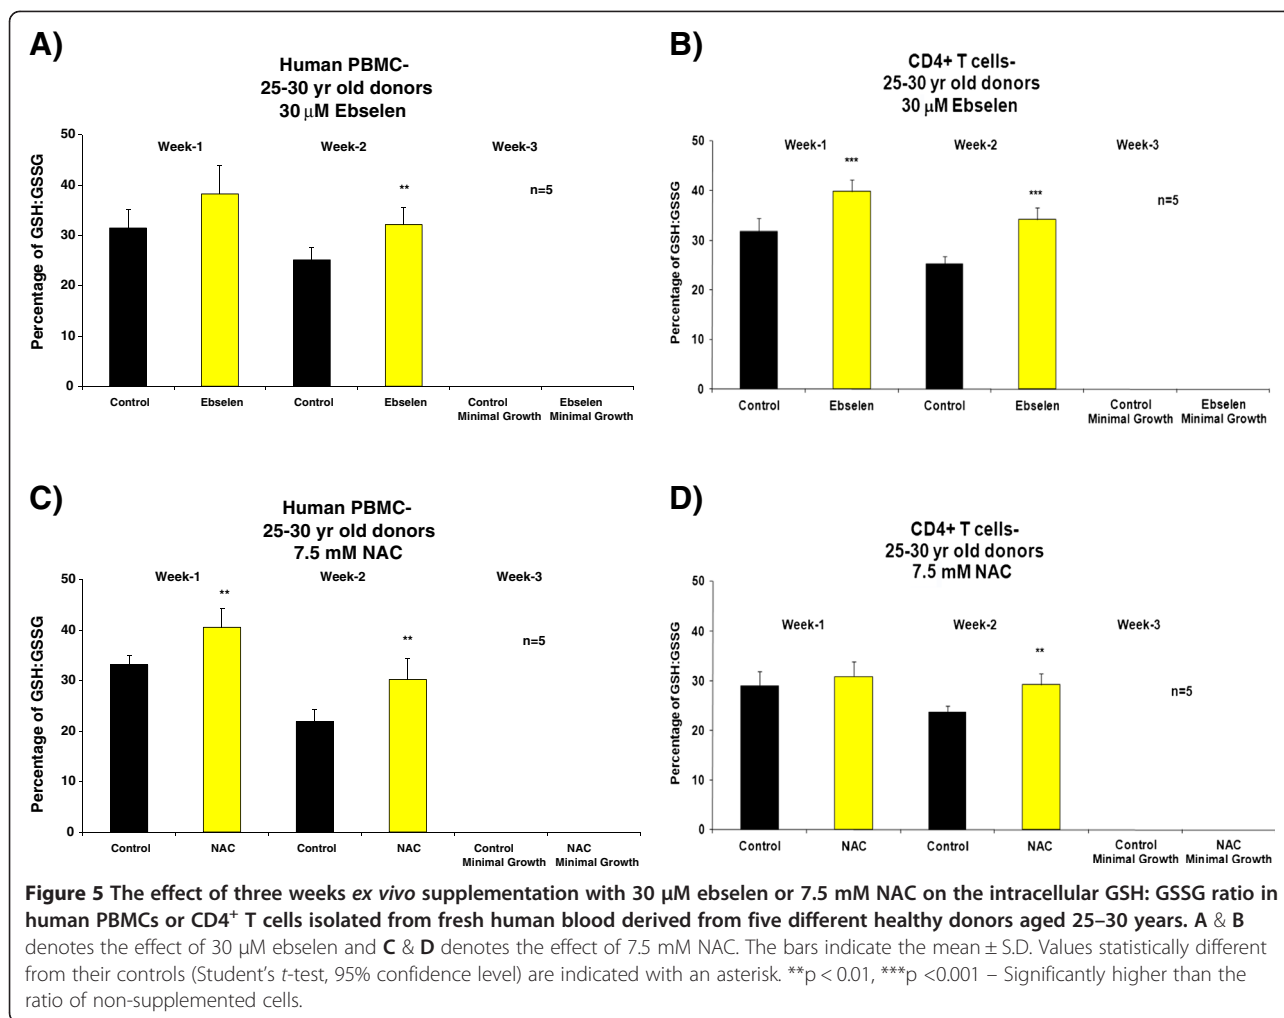 A)
Human PBMC-
25-30 yr old donors
30 μM Ebselen
Percentage of GSH:GSSG
50
40
30
20
10
0
Week-1
Week-2
Week-3
**
n=5
Control
Ebselen
Control
Ebselen
Control
Minimal Growth
Ebselen
Minimal Growth
B)
CD4+ T cells-
25-30 yr old donors
30 μM Ebselen
Percentage of GSH:GSSG
50
40
30
20
10
0
Week-1
Week-2
Week-3
***
***
n=5
Control
Ebselen
Control
Ebselen
Control
Minimal Growth
Ebselen
Minimal Growth
C)
Human PBMC-
25-30 yr old donors
7.5 mM NAC
Percentage of GSH:GSSG
50
40
30
20
10
0
Week-1
Week-2
Week-3
**
**
n=5
Control
NAC
Control
NAC
Control
Minimal Growth
NAC
Minimal Growth
D)
CD4+ T cells-
25-30 yr old donors
7.5 mM NAC
Percentage of GSH:GSSG
50
40
30
20
10
0
Week-1
Week-2
Week-3
**
n=5
Control
NAC
Control
NAC
Control
Minimal Growth
NAC
Minimal Growth
Figure 5 The effect of three weeks ex vivo supplementation with 30 μM ebselen or 7.5 mM NAC on the intracellular GSH: GSSG ratio in
human PBMCs or CD4⁺ T cells isolated from fresh human blood derived from five different healthy donors aged 25–30 years. A & B
denotes the effect of 30 μM ebselen and C & D denotes the effect of 7.5 mM NAC. The bars indicate the mean ± S.D. Values statistically different
from their controls (Student's t-test, 95% confidence level) are indicated with an asterisk. **p < 0.01, ***p <0.001 – Significantly higher than the
ratio of non-supplemented cells.